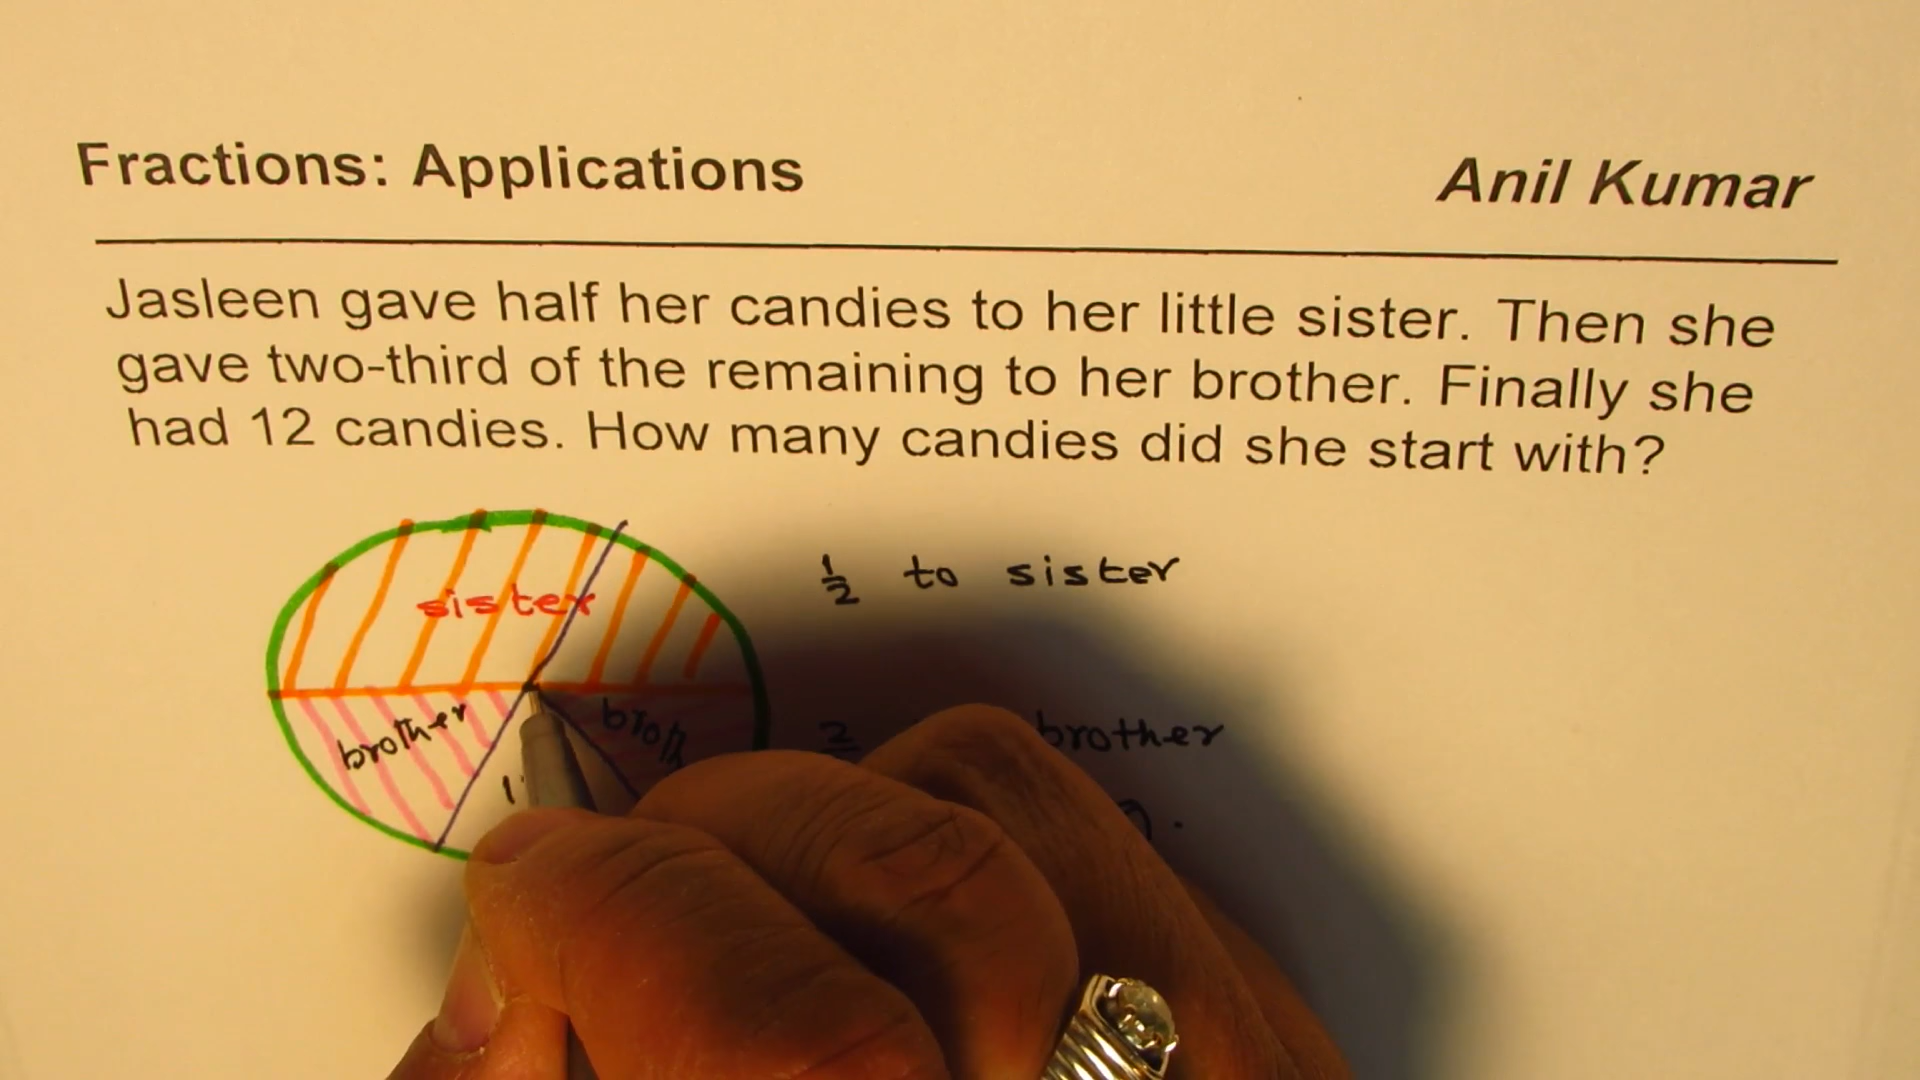 Fractions: Applications
Anil Kumar
Jasleen gave half her candies to her little sister. Then she
gave two-third of the remaining to her brother. Finally she
had 12 candies. How many candies did she start with?
sister
1/2 to sister
brother
2 brother